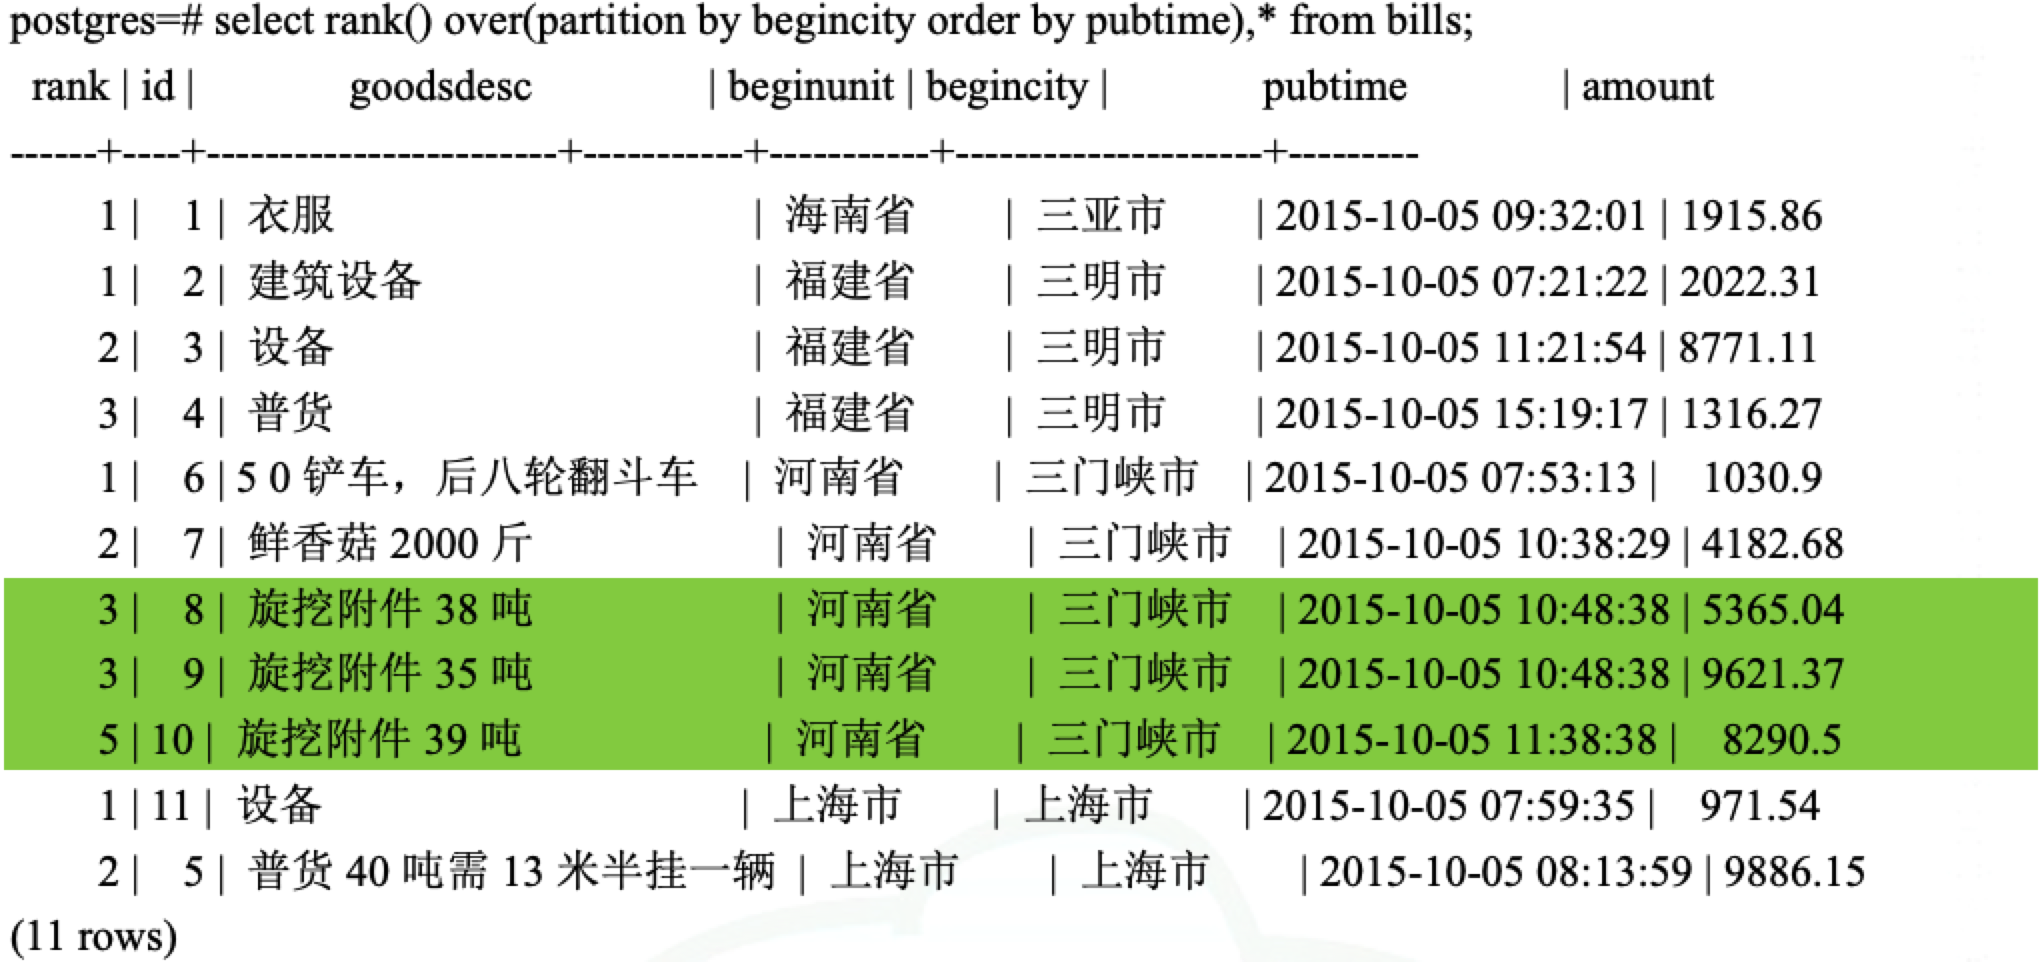 postgres=# select rank() over(partition by begincity order by pubtime),* from bills;
rank | id | goodsdesc | beginunit | begincity | pubtime | amount
------+----+------------------------+-----------+-----------+---------------------+---------
1 | 1 | 衣服 | 海南省 | 三亚市 | 2015-10-05 09:32:01 | 1915.86
1 | 2 | 建筑设备 | 福建省 | 三明市 | 2015-10-05 07:21:22 | 2022.31
2 | 3 | 设备 | 福建省 | 三明市 | 2015-10-05 11:21:54 | 8771.11
3 | 4 | 普货 | 福建省 | 三明市 | 2015-10-05 15:19:17 | 1316.27
1 | 6 | 5 0 铲车，后八轮翻斗车 | 河南省 | 三门峡市 | 2015-10-05 07:53:13 | 1030.9
2 | 7 | 鲜香菇 2000 斤 | 河南省 | 三门峡市 | 2015-10-05 10:38:29 | 4182.68
3 | 8 | 旋挖附件 38 吨 | 河南省 | 三门峡市 | 2015-10-05 10:48:38 | 5365.04
3 | 9 | 旋挖附件 35 吨 | 河南省 | 三门峡市 | 2015-10-05 10:48:38 | 9621.37
5 | 10 | 旋挖附件 39 吨 | 河南省 | 三门峡市 | 2015-10-05 11:38:38 | 8290.5
1 | 11 | 设备 | 上海市 | 上海市 | 2015-10-05 07:59:35 | 971.54
2 | 5 | 普货 40 吨需 13 米半挂一辆 | 上海市 | 上海市 | 2015-10-05 08:13:59 | 9886.15
(11 rows)